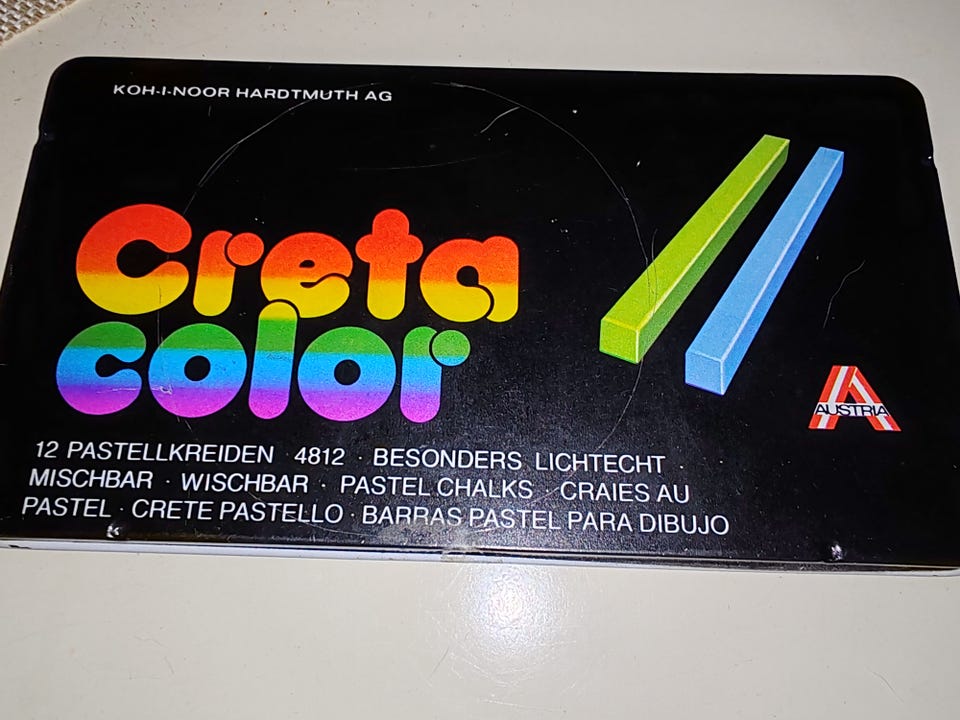 KOH-I-NOOR HARDTMUTH AG
Creta
color
AUSTRIA
12 PASTELLKREIDEN 4812 · BESONDERS LICHTECHT ·
MISCHBAR · WISCHBAR · PASTEL CHALKS CRAIES AU
PASTEL · CRETE PASTELLO · BARRAS PASTEL PARA DIBUJO